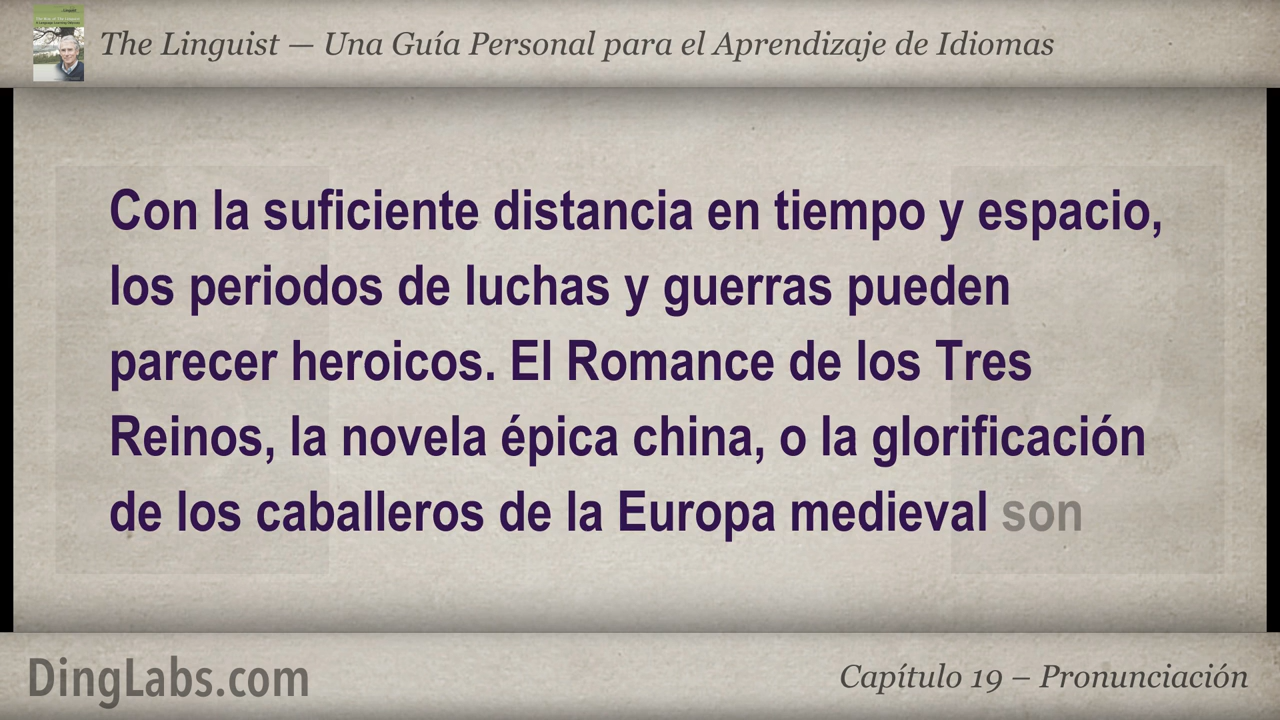 The Linguist — Una Guía Personal para el Aprendizaje de Idiomas
Con la suficiente distancia en tiempo y espacio,
los periodos de luchas y guerras pueden
parecer heroicos. El Romance de los Tres
Reinos, la novela épica china, o la glorificación
de los caballeros de la Europa medieval son
DingLabs.com
Capítulo 19 – Pronunciación